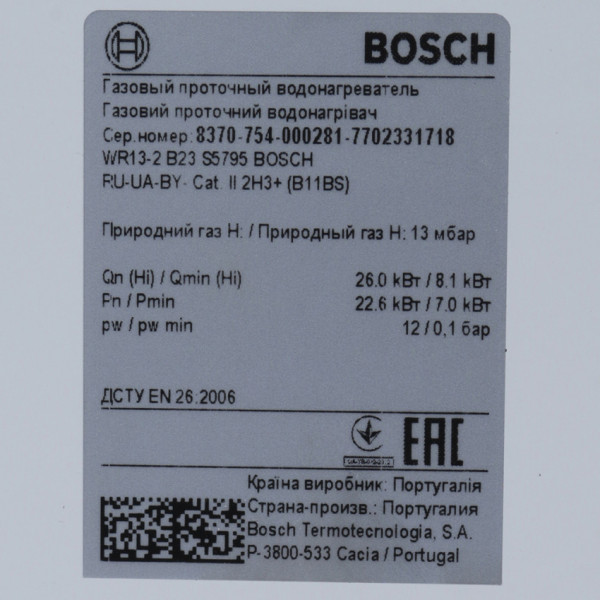 BOSCH
Газовый проточный водонагреватель
Газовий проточний водонагрівач
Сер.номер: 8370-754-000281-7702331718
WR13-2 B23 S5795 BOSCH
RU-UA-BY- Cat. II 2H3+ (B11BS)
Природний газ Н: / Природный газ Н: 13 мбар
Qn (Hi) / Qmin (Hi) 26.0 кВт / 8.1 кВт
Pn / Pmin 22.6 кВт / 7.0 кВт
pw / pw min 12 / 0,1 бар
ДСТУ EN 26:2006
EAC
Країна виробник: Португалія
Страна-произв.: Португалия
Bosch Termotecnologia, S.A.
P-3800-533 Cacia / Portugal